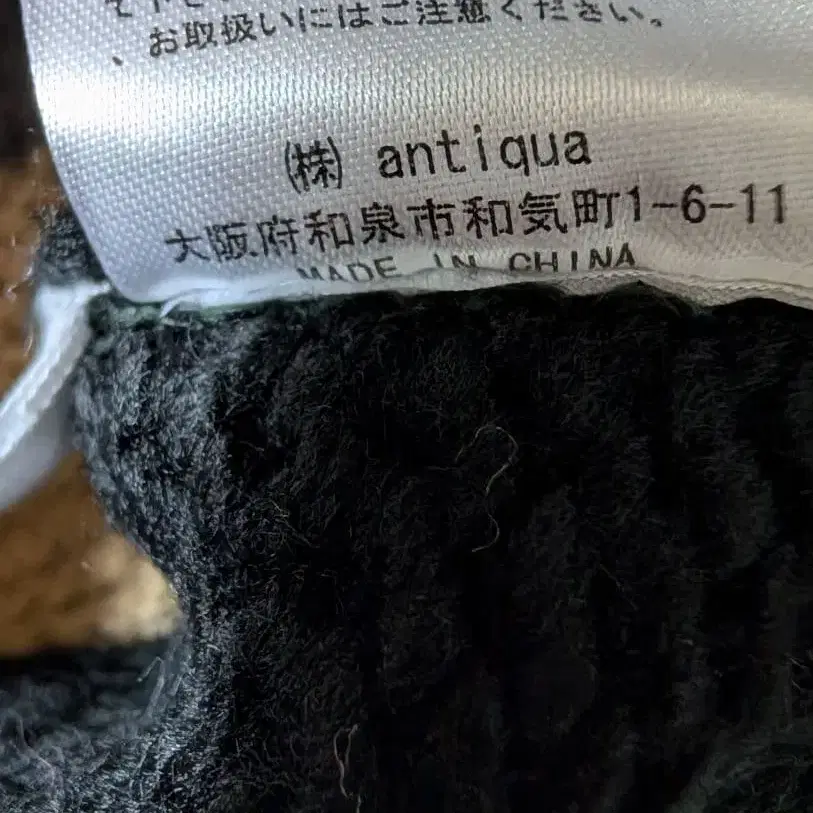 、お取扱いにはご注意ください。
㈱ antiqua
大阪府和泉市和気町1-6-11
MADE IN CHINA